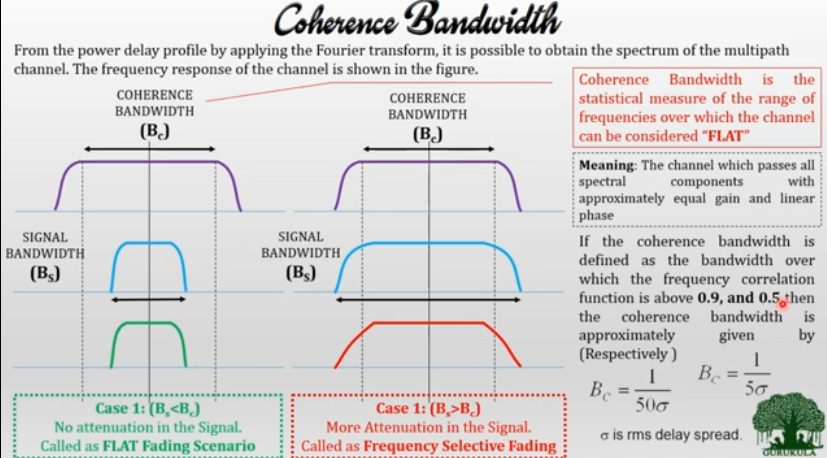 Coherence Bandwidth
From the power delay profile by applying the Fourier transform, it is possible to obtain the spectrum of the multipath
channel. The frequency response of the channel is shown in the figure.
COHERENCE
BANDWIDTH
(Bc)
SIGNAL
BANDWIDTH
(BS)
Case 1: (Bs<Bc)
No attenuation in the Signal.
Called as FLAT Fading Scenario
COHERENCE
BANDWIDTH
(Bc)
SIGNAL
BANDWIDTH
(BS)
Case 1: (Bs>Bc)
More Attenuation in the Signal.
Called as Frequency Selective Fading
Coherence Bandwidth is the
statistical measure of the range of
frequencies over which the channel
can be considered “FLAT”
Meaning: The channel which passes all
spectral components with
approximately equal gain and linear
phase
If the coherence bandwidth is
defined as the bandwidth over
which the frequency correlation
function is above 0.9, and 0.5 then
the coherence bandwidth is
approximately given by
(Respectively )
BC = 1/50σ
BC = 1/5σ
σ is rms delay spread.
GURUKULA